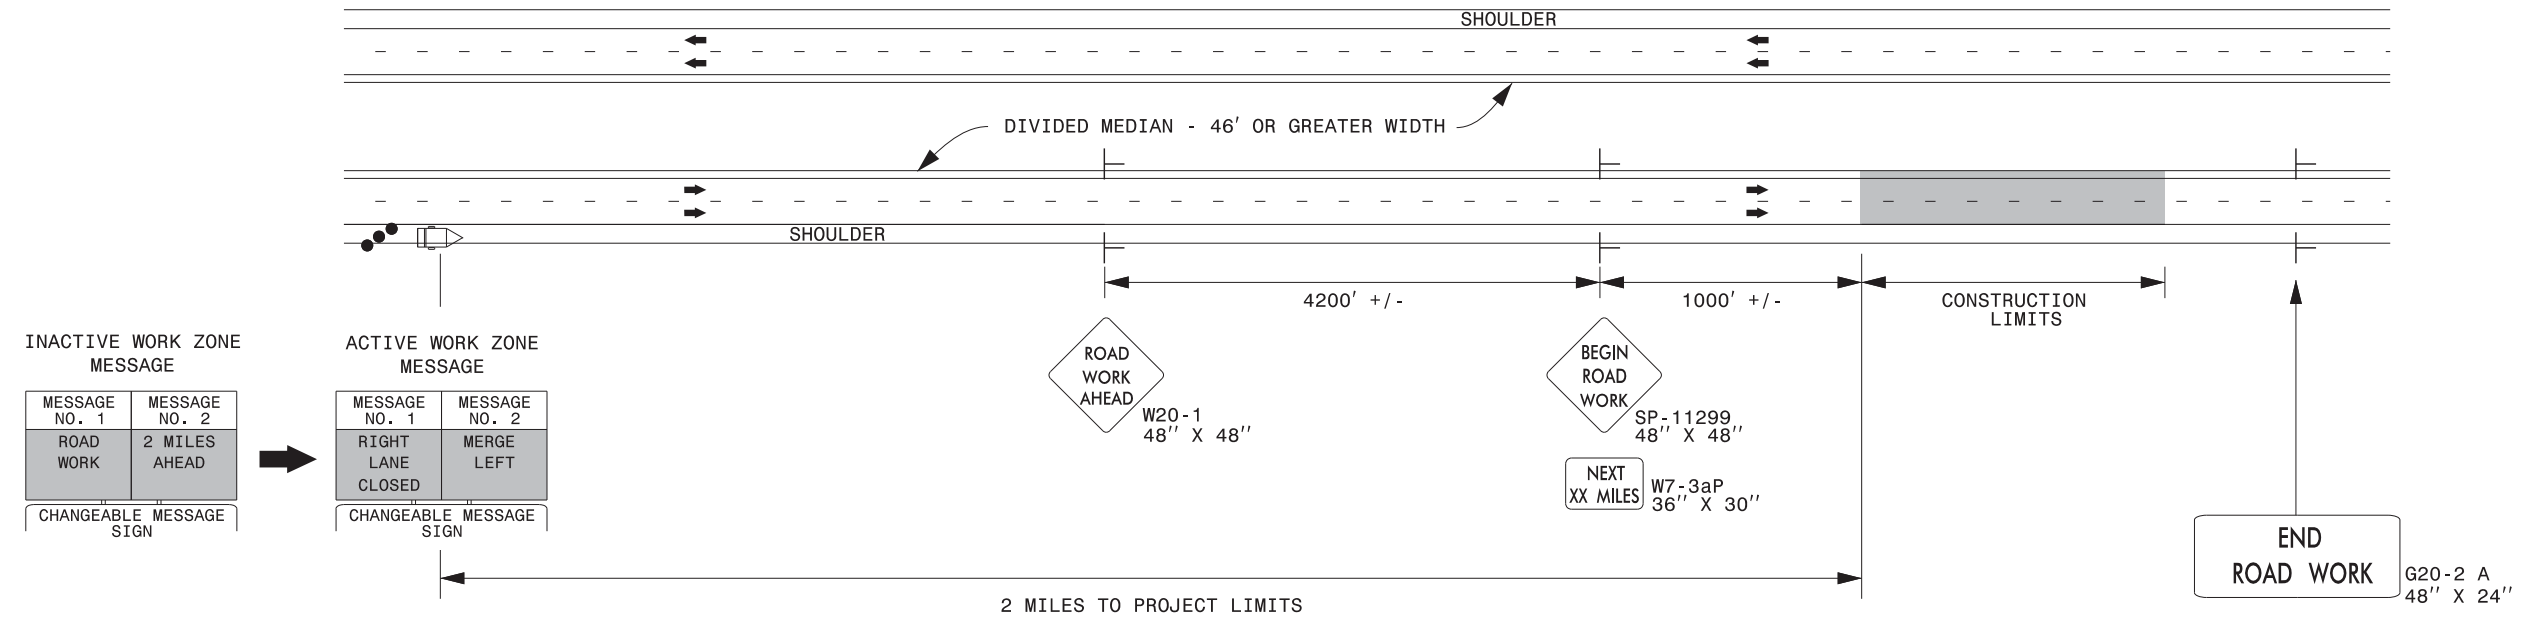 SHOULDER
DIVIDED MEDIAN - 46' OR GREATER WIDTH
SHOULDER
4200' +/-
1000' +/-
CONSTRUCTION
LIMITS
INACTIVE WORK ZONE
MESSAGE
MESSAGE
NO. 1
MESSAGE
NO. 2
ROAD
WORK
2 MILES
AHEAD
CHANGEABLE MESSAGE
SIGN
ACTIVE WORK ZONE
MESSAGE
MESSAGE
NO. 1
MESSAGE
NO. 2
RIGHT
LANE
CLOSED
MERGE
LEFT
CHANGEABLE MESSAGE
SIGN
ROAD
WORK
AHEAD
W20-1
48'' X 48''
BEGIN
ROAD
WORK
SP-11299
48'' X 48''
NEXT
XX MILES
W7-3aP
36'' X 30''
END
ROAD WORK
G20-2 A
48'' X 24''
2 MILES TO PROJECT LIMITS